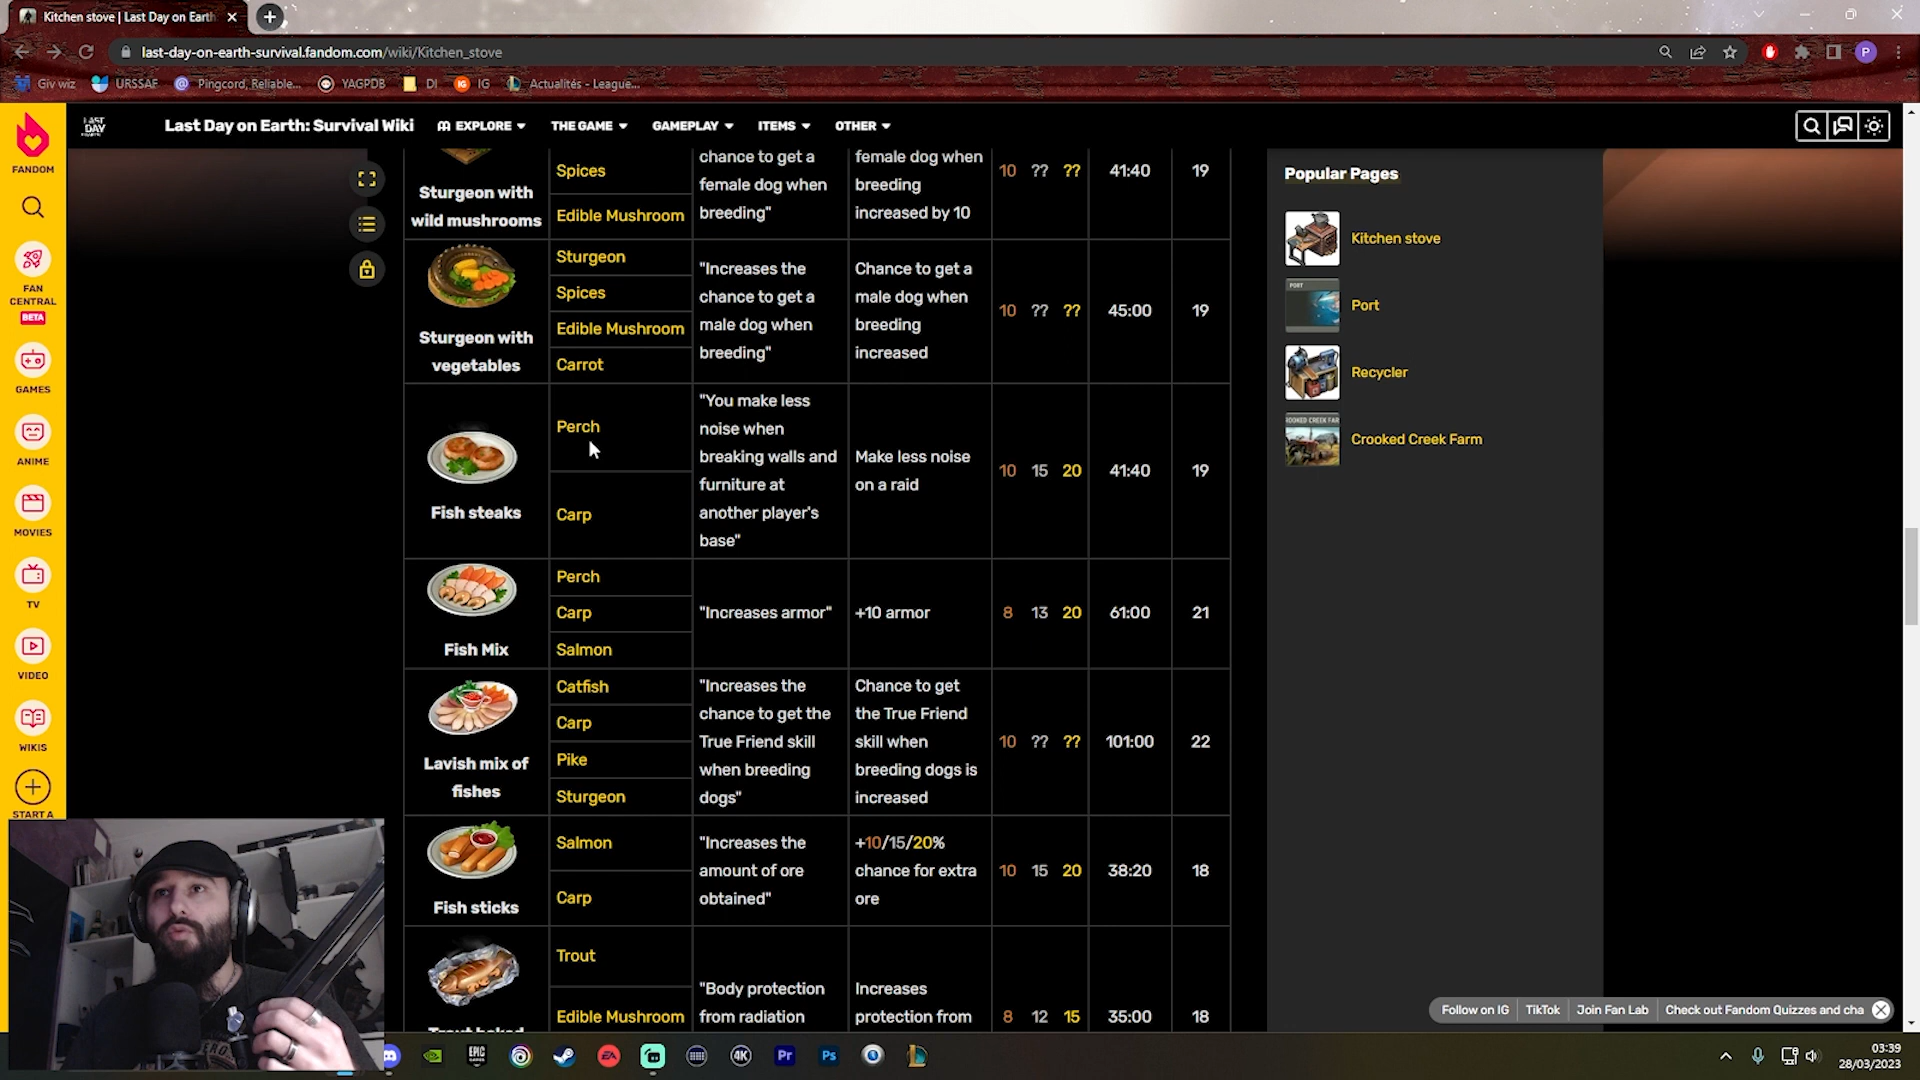 Kitchen stove | Last Day on Earth
last-day-on-earth-survival.fandom.com/wiki/Kitchen_stove
P
Giv wiz
URSSAF
Pingcord, Reliable...
YAGPDB
DI
IG
Actualités - League...
FANDOM
FAN CENTRAL
BETA
GAMES
ANIME
MOVIES
TV
VIDEO
WIKIS
START A
LAST DAY
Last Day on Earth: Survival Wiki
EXPLORE
THE GAME
GAMEPLAY
ITEMS
OTHER
Sturgeon with
wild mushrooms
Spices
Edible Mushroom
chance to get a
female dog when
breeding"
female dog when
breeding
increased by 10
10 ?? ??
41:40
19
Sturgeon with
vegetables
Sturgeon
Spices
Edible Mushroom
Carrot
"Increases the
chance to get a
male dog when
breeding"
Chance to get a
male dog when
breeding
increased
10 ?? ??
45:00
19
Fish steaks
Perch
Carp
"You make less
noise when
breaking walls and
furniture at
another player's
base"
Make less noise
on a raid
10 15 20
41:40
19
Fish Mix
Perch
Carp
Salmon
"Increases armor"
+10 armor
8 13 20
61:00
21
Lavish mix of
fishes
Catfish
Carp
Pike
Sturgeon
"Increases the
chance to get the
True Friend skill
when breeding
dogs"
Chance to get
the True Friend
skill when
breeding dogs is
increased
10 ?? ??
101:00
22
Fish sticks
Salmon
Carp
"Increases the
amount of ore
obtained"
+10/15/20%
chance for extra
ore
10 15 20
38:20
18
Trout baked
Trout
Edible Mushroom
"Body protection
from radiation
Increases
protection from
8 12 15
35:00
18
Popular Pages
Kitchen stove
PORT
Port
Recycler
Crooked Creek Farm
Follow on IG
TikTok
Join Fan Lab
Check out Fandom Quizzes and cha
EPIC
EA
4K
Pr
Ps
03:39
28/03/2023